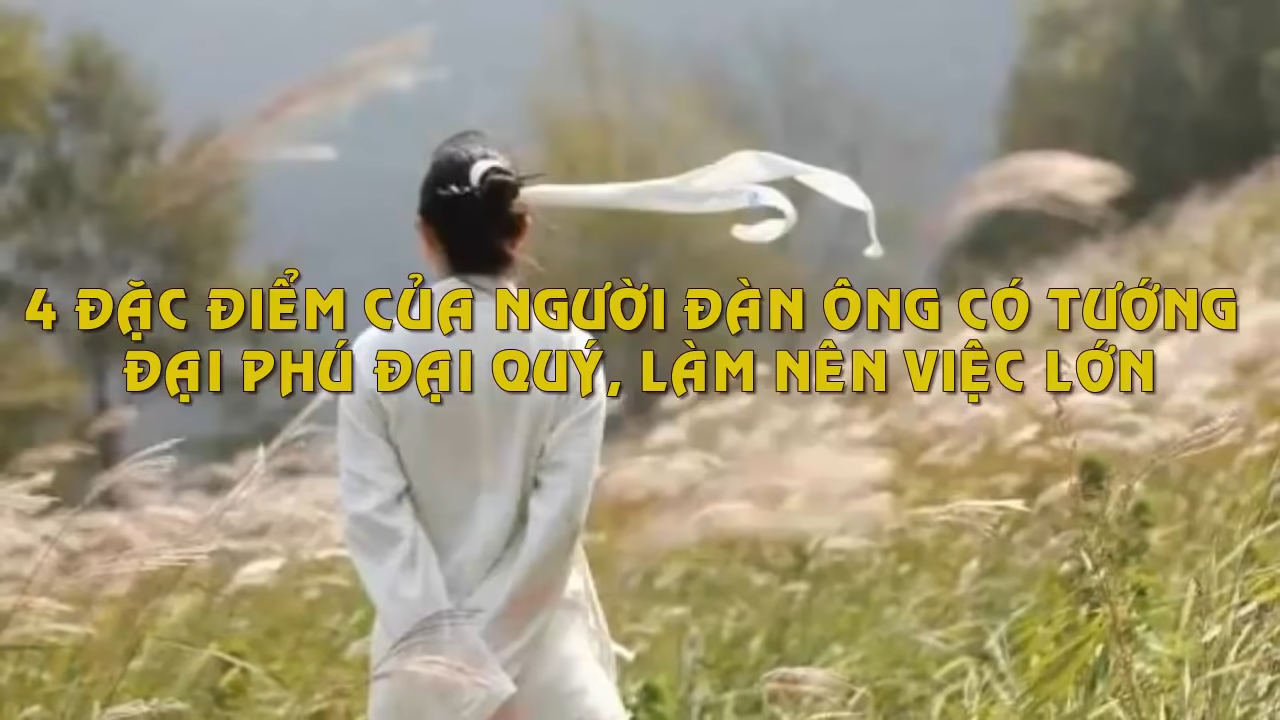 4 ĐẶC ĐIỂM CỦA NGƯỜI ĐÀN ÔNG CÓ TƯỚNG
ĐẠI PHÚ ĐẠI QUÝ, LÀM NÊN VIỆC LỚN